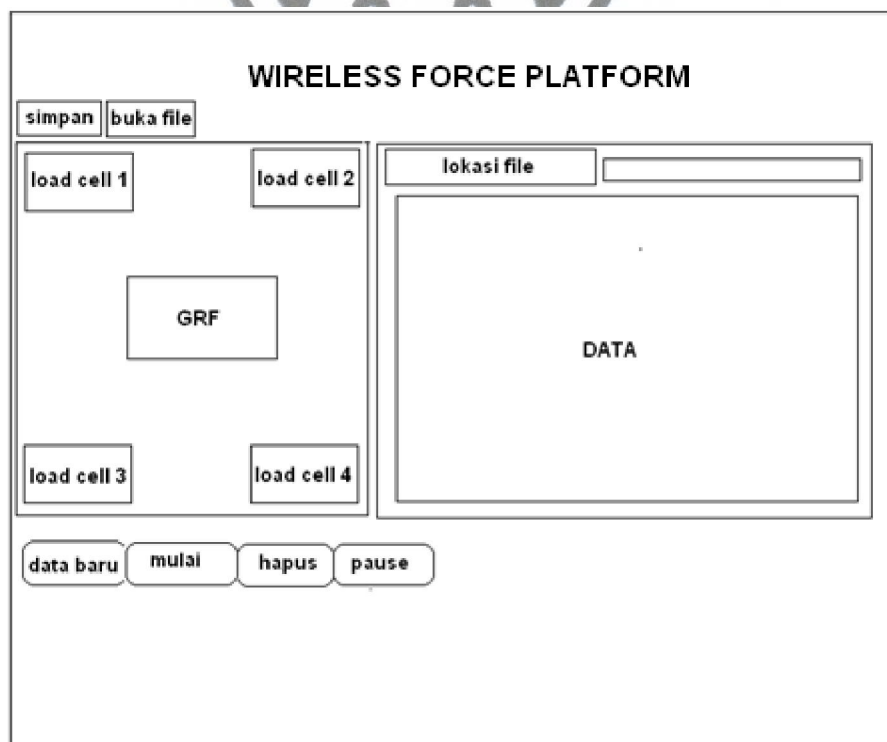 WIRELESS FORCE PLATFORM
simpan
buka file
load cell 1
load cell 2
GRF
load cell 3
load cell 4
lokasi file
DATA
data baru
mulai
hapus
pause